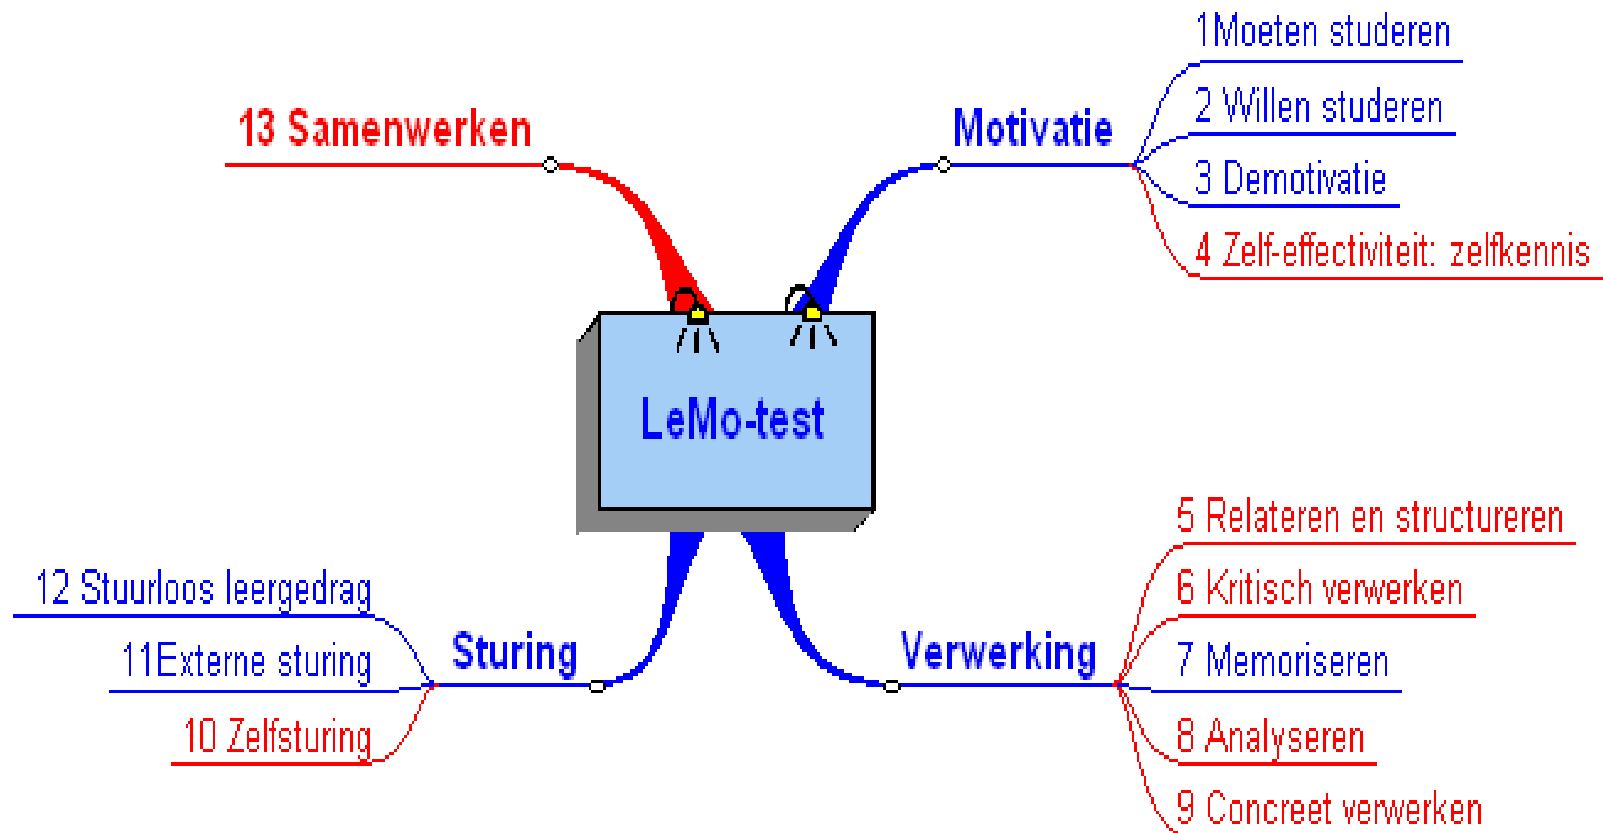 LeMo-test
Motivatie
1Moeten studeren
2 Willen studeren
3 Demotivatie
4 Zelf-effectiviteit: zelfkennis
Verwerking
5 Relateren en structureren
6 Kritisch verwerken
7 Memoriseren
8 Analyseren
9 Concreet verwerken
Sturing
10 Zelfsturing
11Externe sturing
12 Stuurloos leergedrag
13 Samenwerken